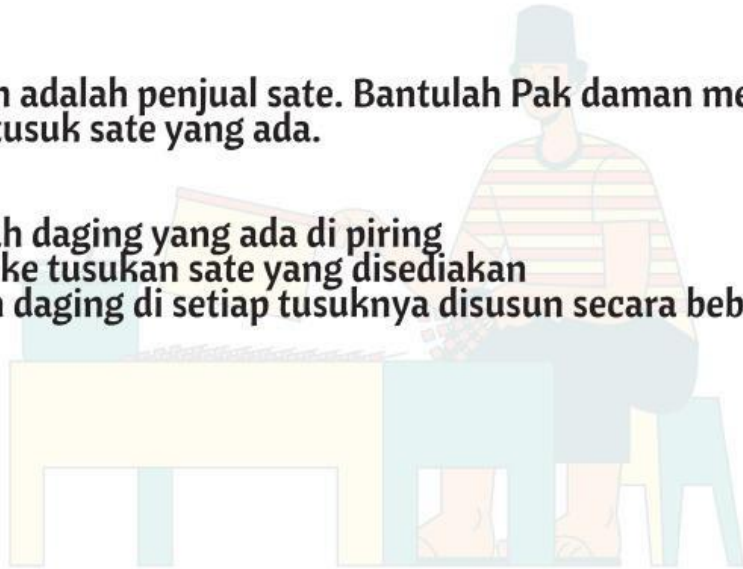 n adalah penjual sate. Bantulah Pak daman me
tusuk sate yang ada.
ah daging yang ada di piring
ke tusukan sate yang disediakan
n daging di setiap tusuknya disusun secara beb